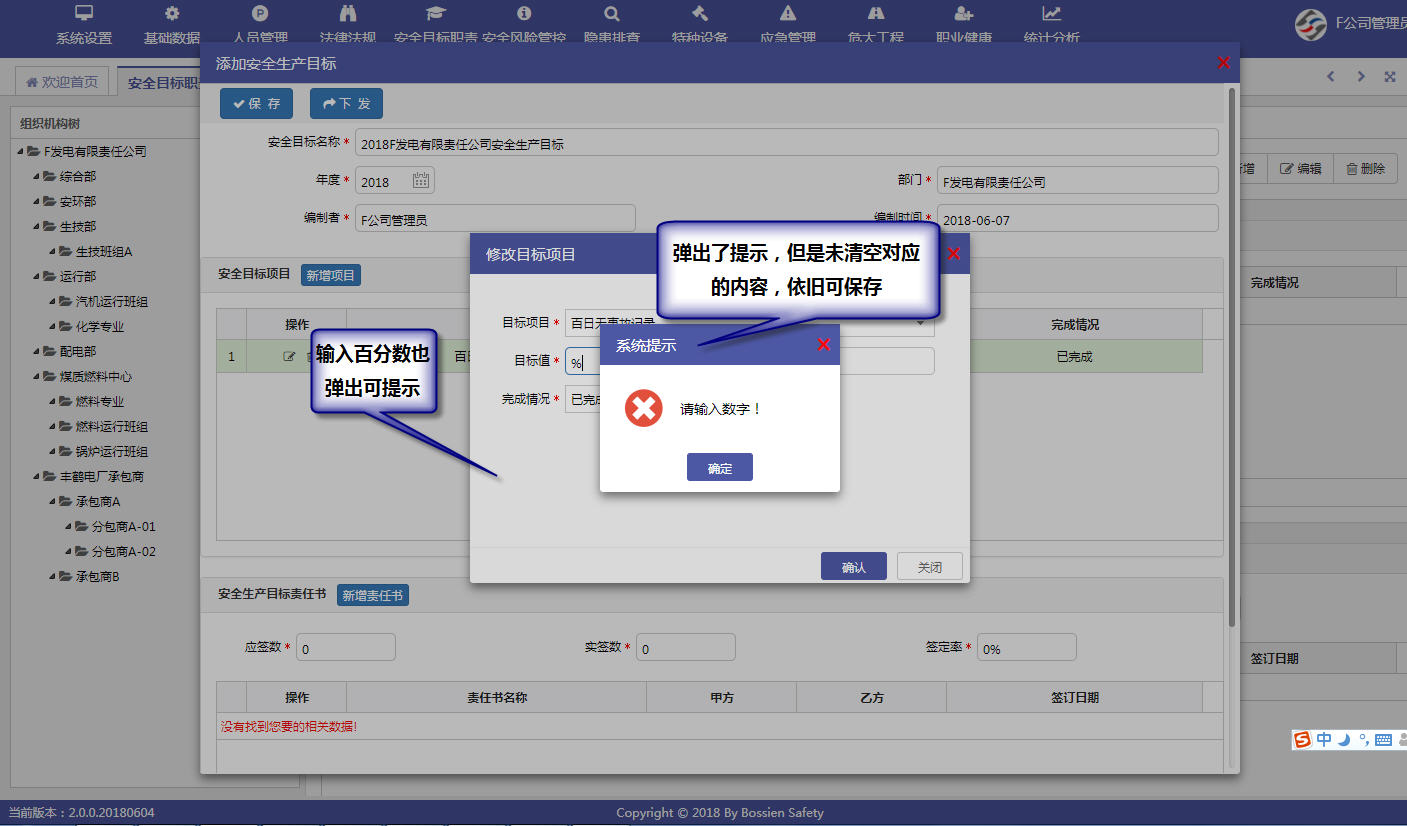 系统设置
基础数据
人员管理
法律法规
安全目标职责
安全风险管控
隐患排查
特种设备
应急管理
危大工程
职业健康
统计分析
F公司管理员
欢迎首页
安全目标职
添加安全生产目标
组织机构树
F发电有限责任公司
综合部
安环部
生技部
生技班组A
运行部
汽机运行班组
化学专业
配电部
煤质燃料中心
燃料专业
燃料运行班组
锅炉运行班组
丰鹤电厂承包商
承包商A
分包商A-01
分包商A-02
承包商B
保 存
下 发
安全目标名称 * 2018F发电有限责任公司安全生产目标
年度 * 2018
部门 * F发电有限责任公司
编制者 * F公司管理员
编制时间 * 2018-06-07
增 编辑 删除
安全目标项目 新增项目
操作
完成情况
完成情况
1
百日
已完成
修改目标项目
弹出了提示，但是未清空对应
的内容，依旧可保存
目标项目 * 百日无事故记录
目标值 * %
完成情况 * 已完成
输入百分数也
弹出可提示
系统提示
请输入数字！
确定
确认
关闭
安全生产目标责任书 新增责任书
应签数 * 0
实签数 * 0
签定率 * 0%
操作
责任书名称
甲方
乙方
签订日期
签订日期
没有找到您要的相关数据!
中
当前版本：2.0.0.20180604
Copyright © 2018 By Bossien Safety